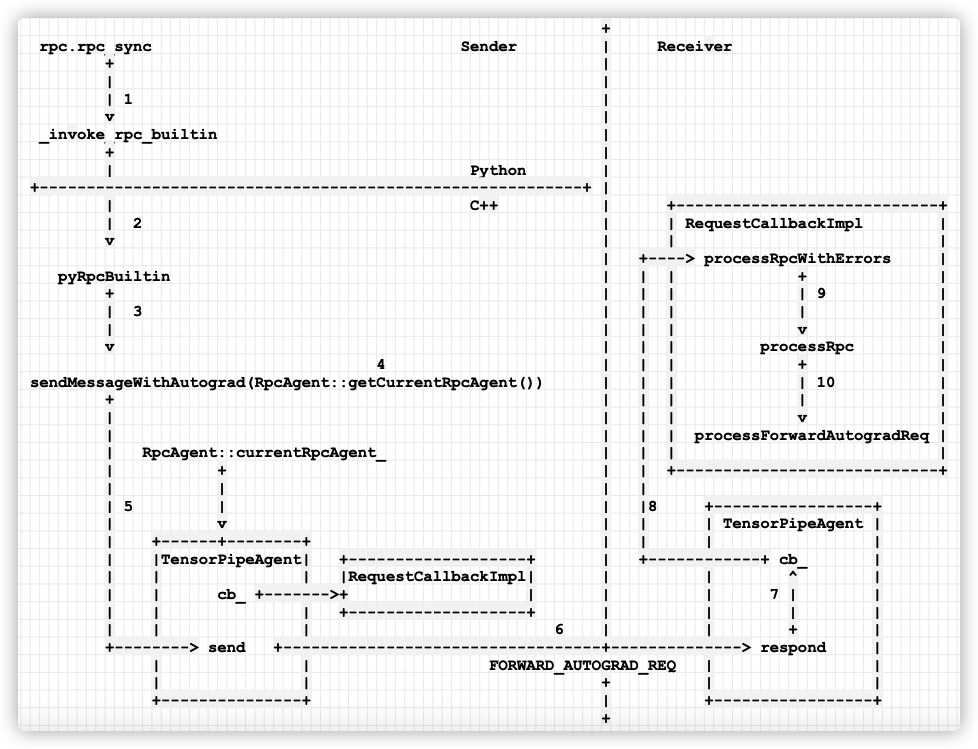 rpc.rpc_sync
Sender
Receiver
1
_invoke_rpc_builtin
Python
C++
2
RequestCallbackImpl
processRpcWithErrors
pyRpcBuiltin
9
3
processRpc
4
sendMessageWithAutograd(RpcAgent::getCurrentRpcAgent())
10
processForwardAutogradReq
RpcAgent::currentRpcAgent_
5
8
TensorPipeAgent
TensorPipeAgent
cb_
RequestCallbackImpl
cb_
7
6
send
respond
FORWARD_AUTOGRAD_REQ